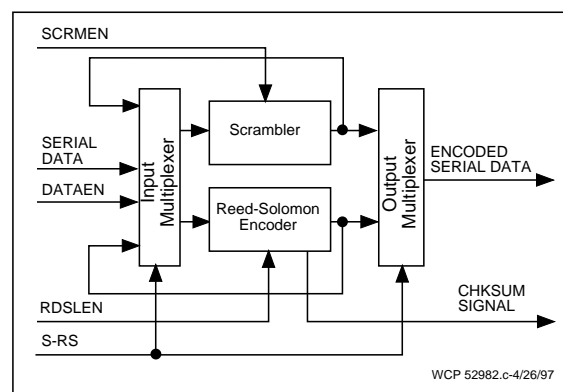 SCRMEN
Scrambler
SERIAL
DATA
DATAEN
Input
Multiplexer
Reed-Solomon
Encoder
Output
Multiplexer
ENCODED
SERIAL DATA
RDSLEN
S-RS
CHKSUM
SIGNAL
WCP 52982.c-4/26/97